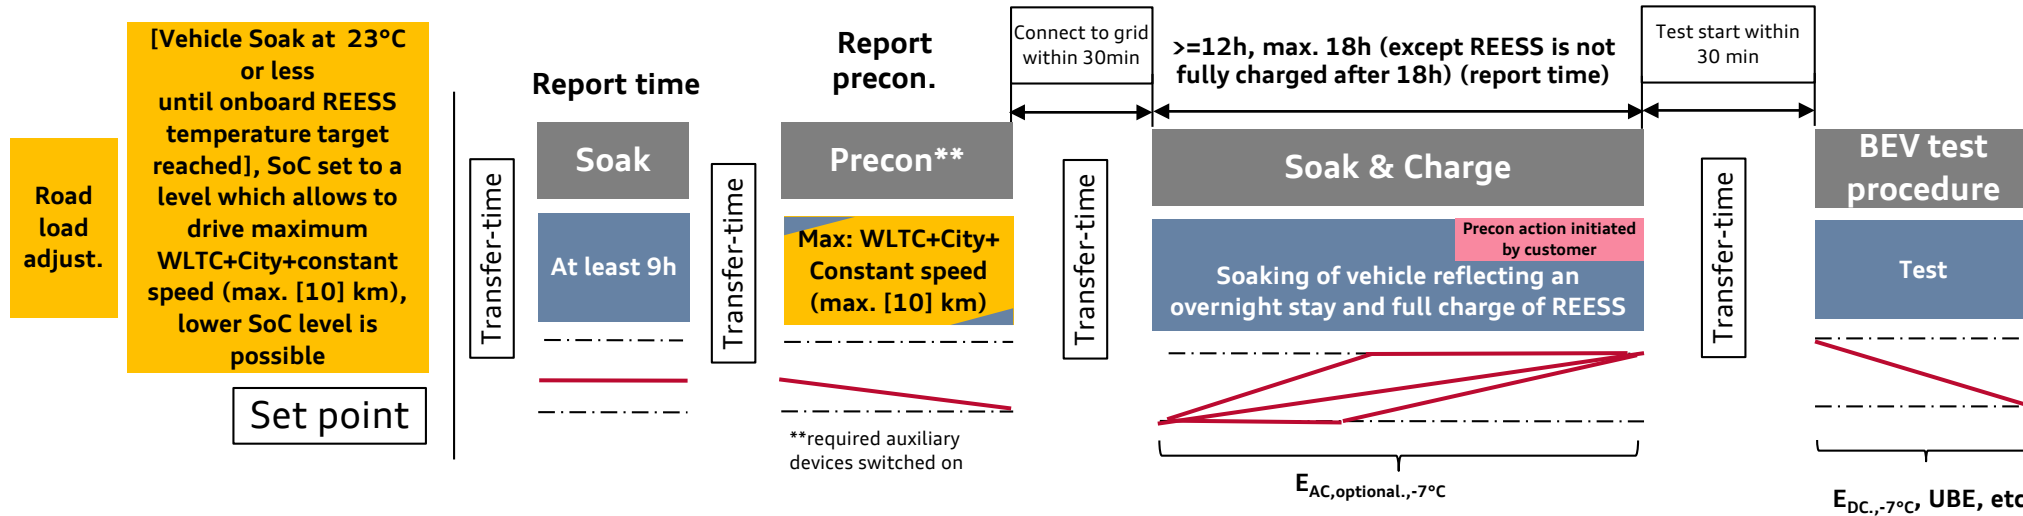 Road
load
adjust.
[Vehicle Soak at 23°C
or less
until onboard REESS
temperature target
reached], SoC set to a
level which allows to
drive maximum
WLTC+City+constant
speed (max. [10] km),
lower SoC level is
possible
Set point
Transfer-time
Report time
Soak
At least 9h
Transfer-time
Report
precon.
Precon**
Max: WLTC+City+
Constant speed
(max. [10] km)
**required auxiliary
devices switched on
Connect to grid
within 30min
Transfer-time
>=12h, max. 18h (except REESS is not
fully charged after 18h) (report time)
Soak & Charge
Precon action initiated
by customer
Soaking of vehicle reflecting an
overnight stay and full charge of REESS
E_AC,optional.,-7°C
Test start within
30 min
Transfer-time
BEV test
procedure
Test
E_DC.,-7°C, UBE, etc